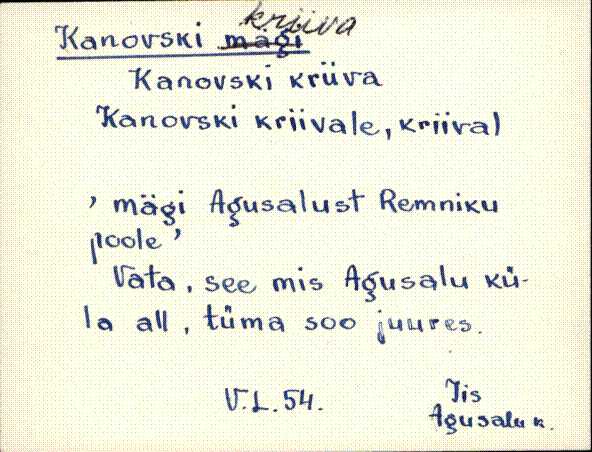 kriiva
Kanovski mägi
Kanovski krüva
Kanovski kriivale, kriival
’ mägi Agusalust Remniku
poole ’
Vata, see mis Agusalu kü-
la all, tüma soo juures.
V.L. 54. Iis
Agusalu k.